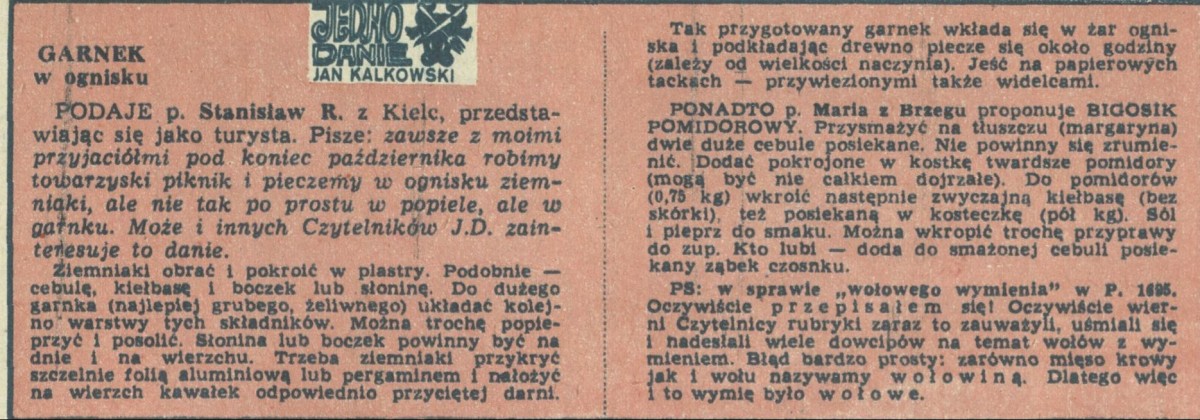 JEDNO
DANIE
JAN KALKOWSKI
GARNEK
w ognisku
PODAJE p. Stanisław R. z Kielc, przedsta-
wiając się jako turysta. Pisze: zawsze z moimi
przyjaciółmi pod koniec października robimy
towarzyski piknik i pieczemy w ognisku ziem-
niaki, ale nie tak po prostu w popiele, ale w
garnku. Może i innych Czytelników J.D. zain-
teresuje to danie.
Ziemniaki obrać i pokroić w plastry. Podobnie —
cebulę, kiełbasę i boczek lub słoninę. Do dużego
garnka (najlepiej grubego, żeliwnego) układać kolej-
no warstwy tych składników. Można trochę popie-
przyć i posolić. Słonina lub boczek powinny być na
dnie i na wierzchu. Trzeba ziemniaki przykryć
szczelnie folią aluminiową lub pergaminem i nałożyć
na wierzch kawałek odpowiednio przyciętej darni.
Tak przygotowany garnek wkłada się w żar ogni-
ska i podkładając drewno piecze się około godziny
(zależy od wielkości naczynia). Jeść na papierowych
tackach — przywiezionymi także widelcami.
PONADTO p. Maria z Brzegu proponuje BIGOSIK
POMIDOROWY. Przysmażyć na tłuszczu (margaryna)
dwie duże cebule posiekane. Nie powinny się zrumie-
nić. Dodać pokrojone w kostkę twardsze pomidory
(mogą być nie całkiem dojrzałe). Do pomidorów
(0,75 kg) wkroić następnie zwyczajną kiełbasę (bez
skórki), też posiekaną w kosteczkę (pół kg). Sól
i pieprz do smaku. Można wkropić trochę przyprawy
do zup. Kto lubi — doda do smażonej cebuli posie-
kany ząbek czosnku.
PS: w sprawie „wołowego wymienia" w P. 1695.
Oczywiście przepisałem się! Oczywiście wier-
ni Czytelnicy rubryki zaraz to zauważyli, uśmiali się
i nadesłali wiele dowcipów na temat wołów z wy-
mieniem. Błąd bardzo prosty: zarówno mięso krowy
jak i wołu nazywamy wołowiną. Dlatego więc
i to wymię było wołowe.